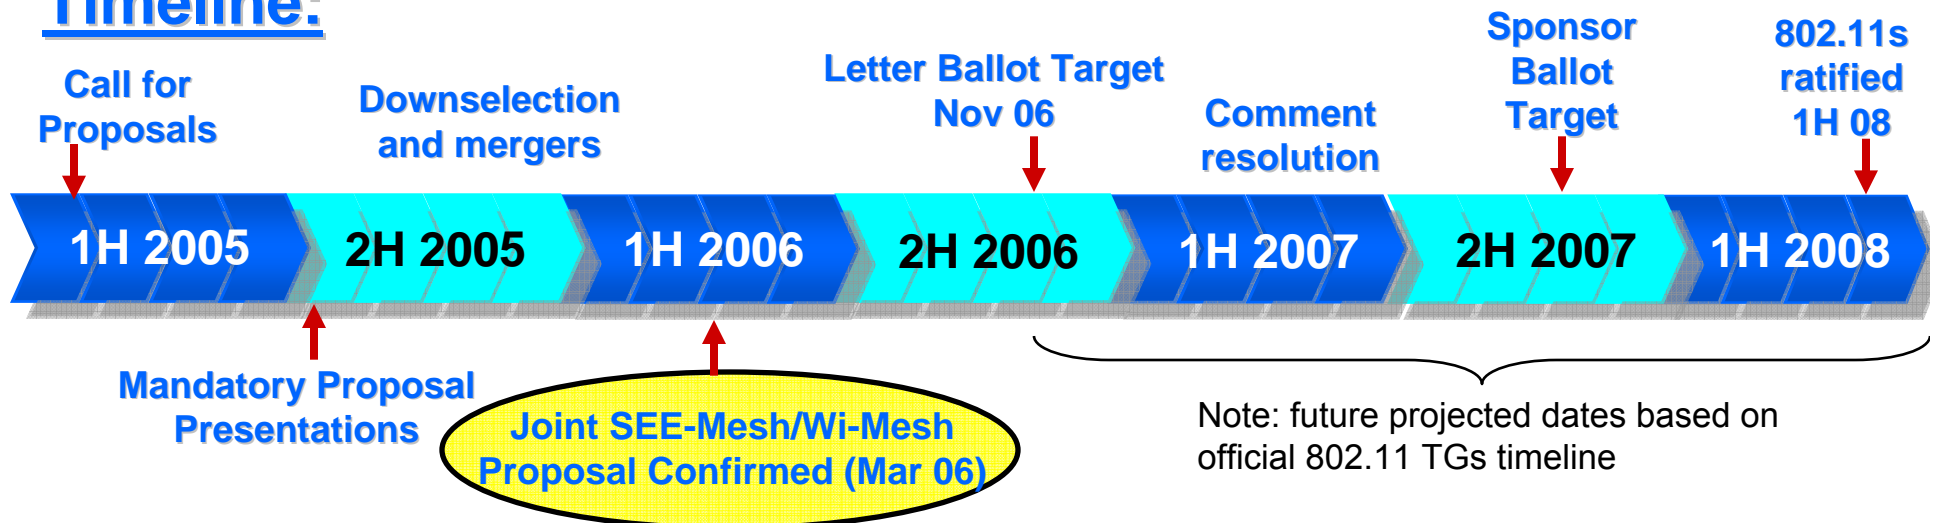 Timeline:
Call for
Proposals
Downselection
and mergers
Letter Ballot Target
Nov 06
Comment
resolution
Sponsor
Ballot
Target
802.11s
ratified
1H 08
1H 2005
2H 2005
1H 2006
2H 2006
1H 2007
2H 2007
1H 2008
Mandatory Proposal
Presentations
Joint SEE-Mesh/Wi-Mesh
Proposal Confirmed (Mar 06)
Note: future projected dates based on
official 802.11 TGs timeline